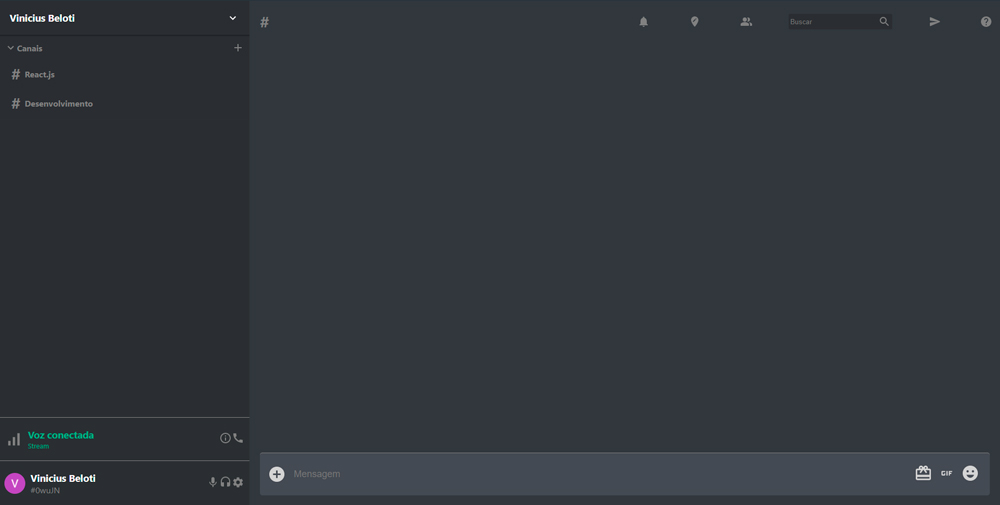 Vinicius Beloti
#
Buscar
Canais
# React.js
# Desenvolvimento
Voz conectada
Stream
V
Vinicius Beloti
#0wuJN
Mensagem
GIF